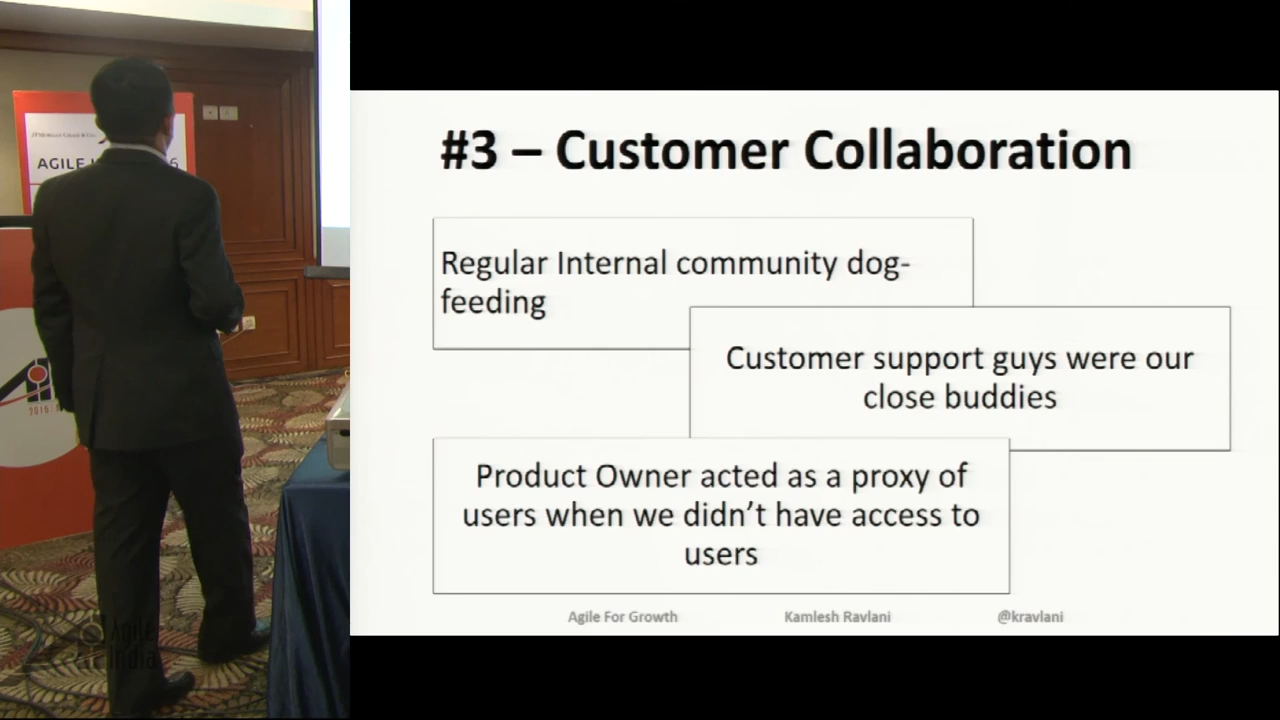 AGILE
#3 – Customer Collaboration
Regular Internal community dog-
feeding
Customer support guys were our
close buddies
Product Owner acted as a proxy of
users when we didn’t have access to
users
Agile For Growth Kamlesh Ravlani @kravlani
Agile
India